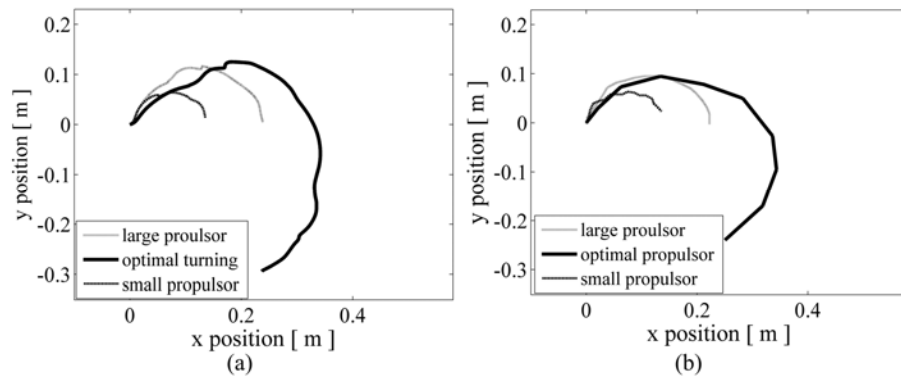 0.2
0.1
0
-0.1
-0.2
-0.3
y position [ m ]
large proulsor
optimal turning
small propulsor
0
0.2
0.4
x position [ m ]
(a)
0.2
0.1
0
-0.1
-0.2
-0.3
y position [ m ]
large propulsor
optimal propulsor
small propulsor
0
0.2
0.4
x position [ m ]
(b)